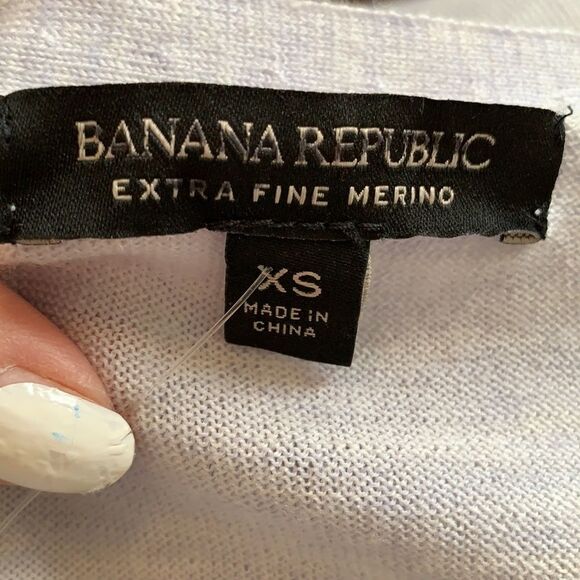 BANANA REPUBLIC
EXTRA FINE MERINO
XS
MADE IN
CHINA